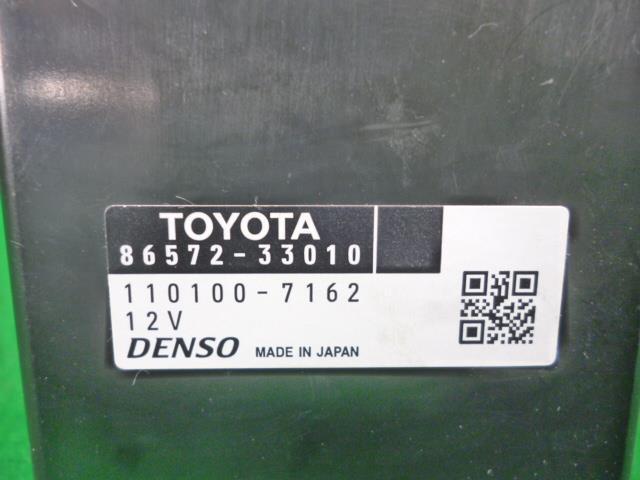 TOYOTA
86572-33010
110100-7162
12V
DENSO MADE IN JAPAN